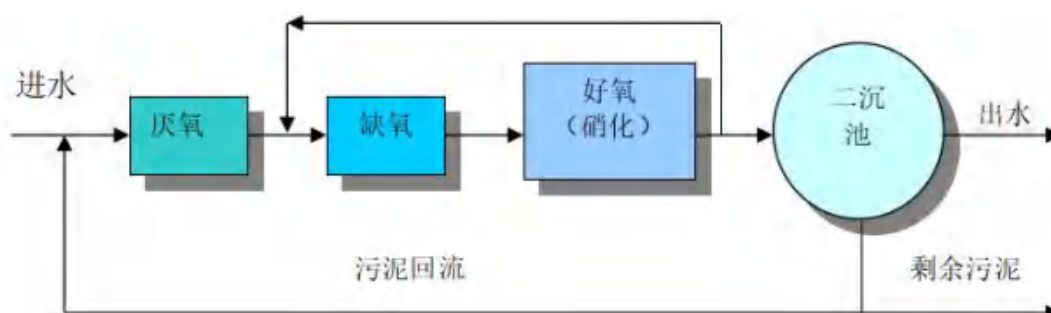 进水
厌氧
缺氧
好氧
（硝化）
二沉
池
出水
污泥回流
剩余污泥